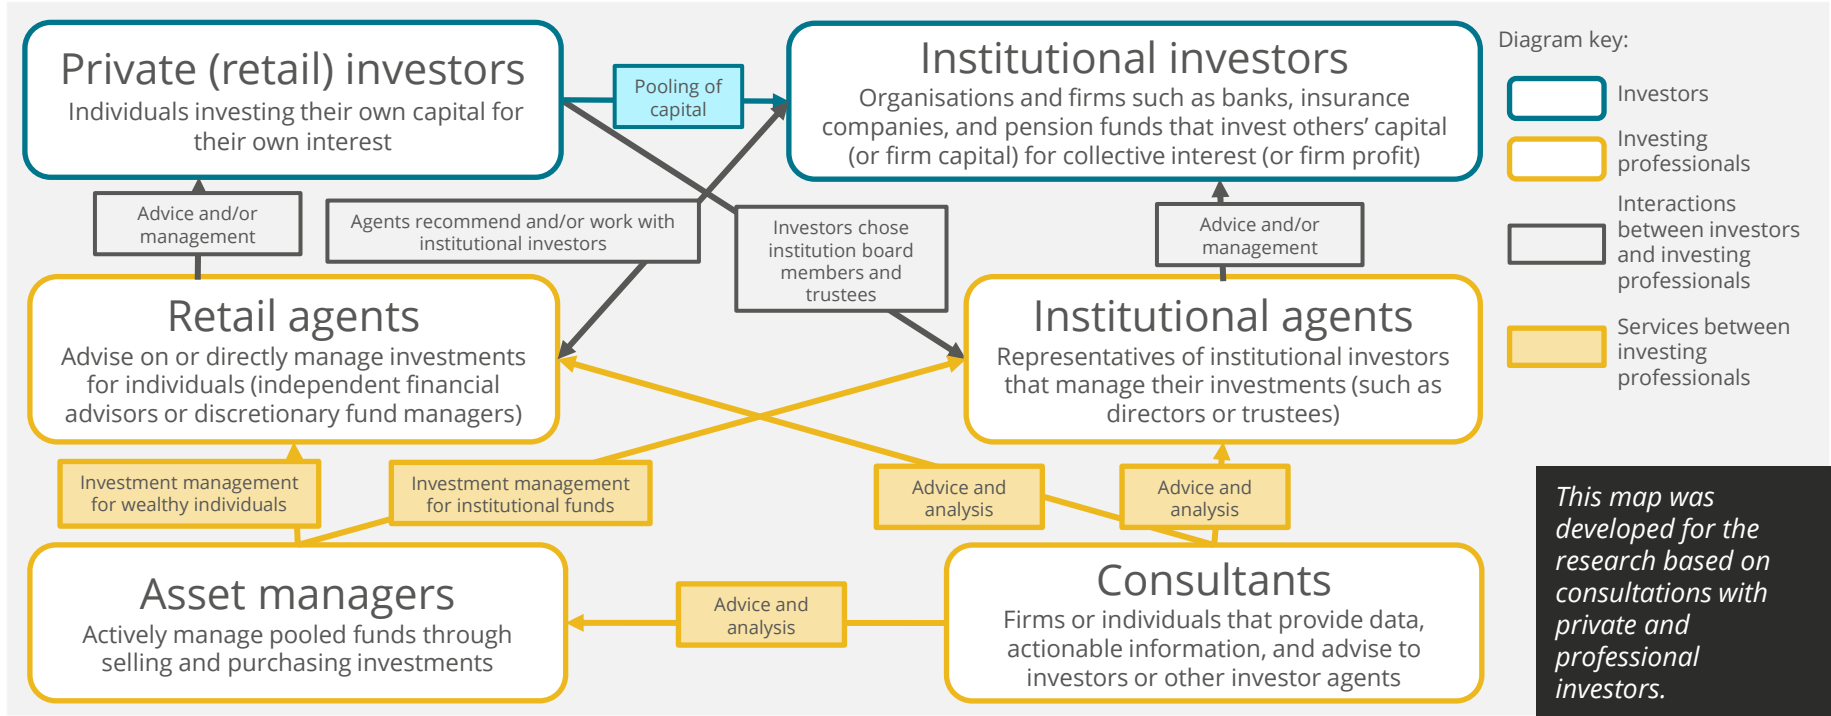 Private (retail) investors
Individuals investing their own capital for
their own interest
Pooling of
capital
Institutional investors
Organisations and firms such as banks, insurance
companies, and pension funds that invest others’ capital
(or firm capital) for collective interest (or firm profit)
Advice and/or
management
Agents recommend and/or work with
institutional investors
Investors chose
institution board
members and
trustees
Advice and/or
management
Retail agents
Advise on or directly manage investments
for individuals (independent financial
advisors or discretionary fund managers)
Institutional agents
Representatives of institutional investors
that manage their investments (such as
directors or trustees)
Investment management
for wealthy individuals
Investment management
for institutional funds
Advice and
analysis
Advice and
analysis
Asset managers
Actively manage pooled funds through
selling and purchasing investments
Advice and
analysis
Consultants
Firms or individuals that provide data,
actionable information, and advise to
investors or other investor agents
Diagram key:
Investors
Investing
professionals
Interactions
between investors
and investing
professionals
Services between
investing
professionals
This map was
developed for the
research based on
consultations with
private and
professional
investors.